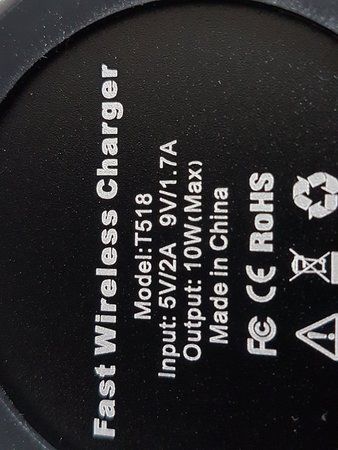 Fast Wireless Charger
Model:T518
Input: 5V/2A 9V/1.7A
Output: 10W(Max)
Made in China
FC CE RoHS